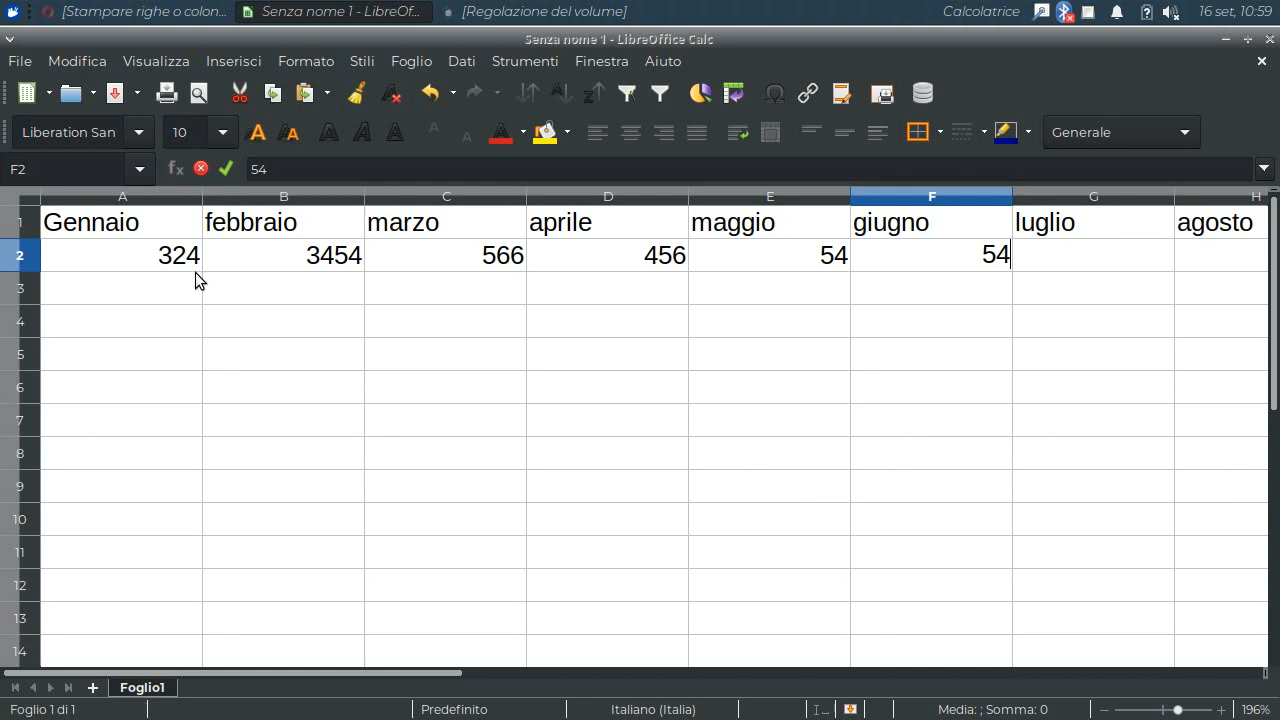 [Stampare righe o colon... Senza nome 1 - LibreOf... [Regolazione del volume] Calcolatrice 16 set, 10:59
Senza nome 1 - LibreOffice Calc
File Modifica Visualizza Inserisci Formato Stili Foglio Dati Strumenti Finestra Aiuto
Liberation San 10 Generale
F2 fx 54
A B C D E F G H
1 Gennaio febbraio marzo aprile maggio giugno luglio agosto
2 324 3454 566 456 54 54
3
4
5
6
7
8
9
10
11
12
13
14
Foglio1
Foglio 1 di 1 Predefinito Italiano (Italia) Media: ; Somma: 0 196%